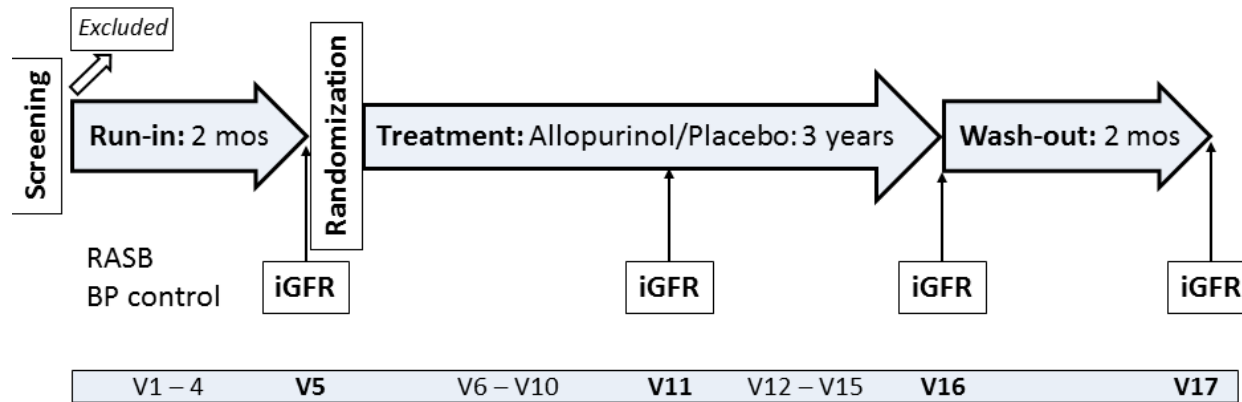 Excluded
Screening
Run-in: 2 mos
Randomization
Treatment: Allopurinol/Placebo: 3 years
Wash-out: 2 mos
RASB
BP control
iGFR
iGFR
iGFR
iGFR
V1 – 4 V5 V6 – V10 V11 V12 – V15 V16 V17